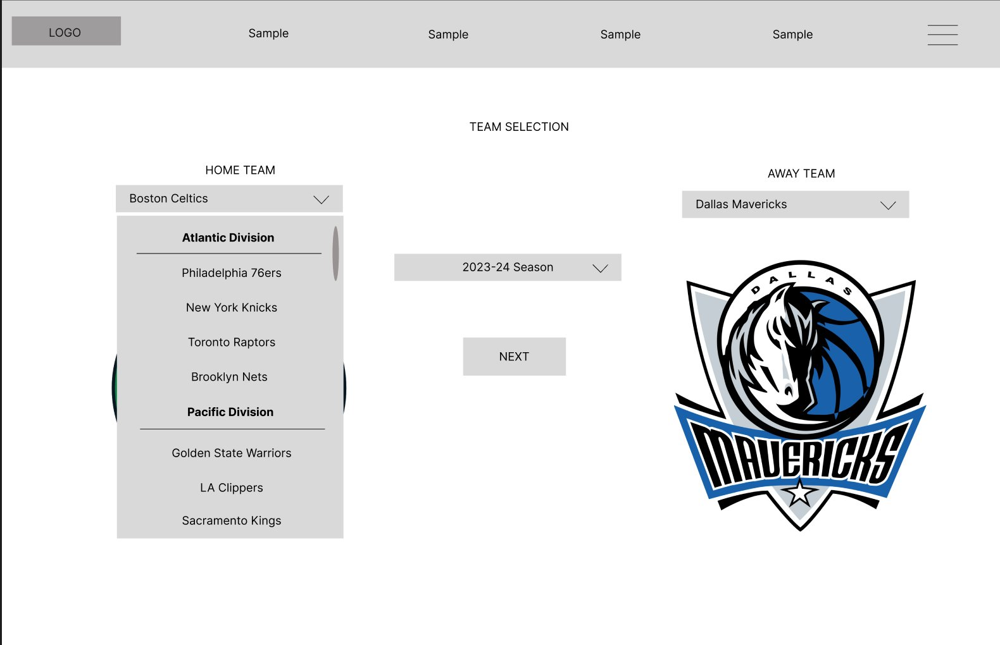 LOGO
Sample
Sample
Sample
Sample
TEAM SELECTION
HOME TEAM
Boston Celtics
Atlantic Division
Philadelphia 76ers
New York Knicks
Toronto Raptors
Brooklyn Nets
Pacific Division
Golden State Warriors
LA Clippers
Sacramento Kings
2023-24 Season
NEXT
AWAY TEAM
Dallas Mavericks
DALLAS
MAVERICKS